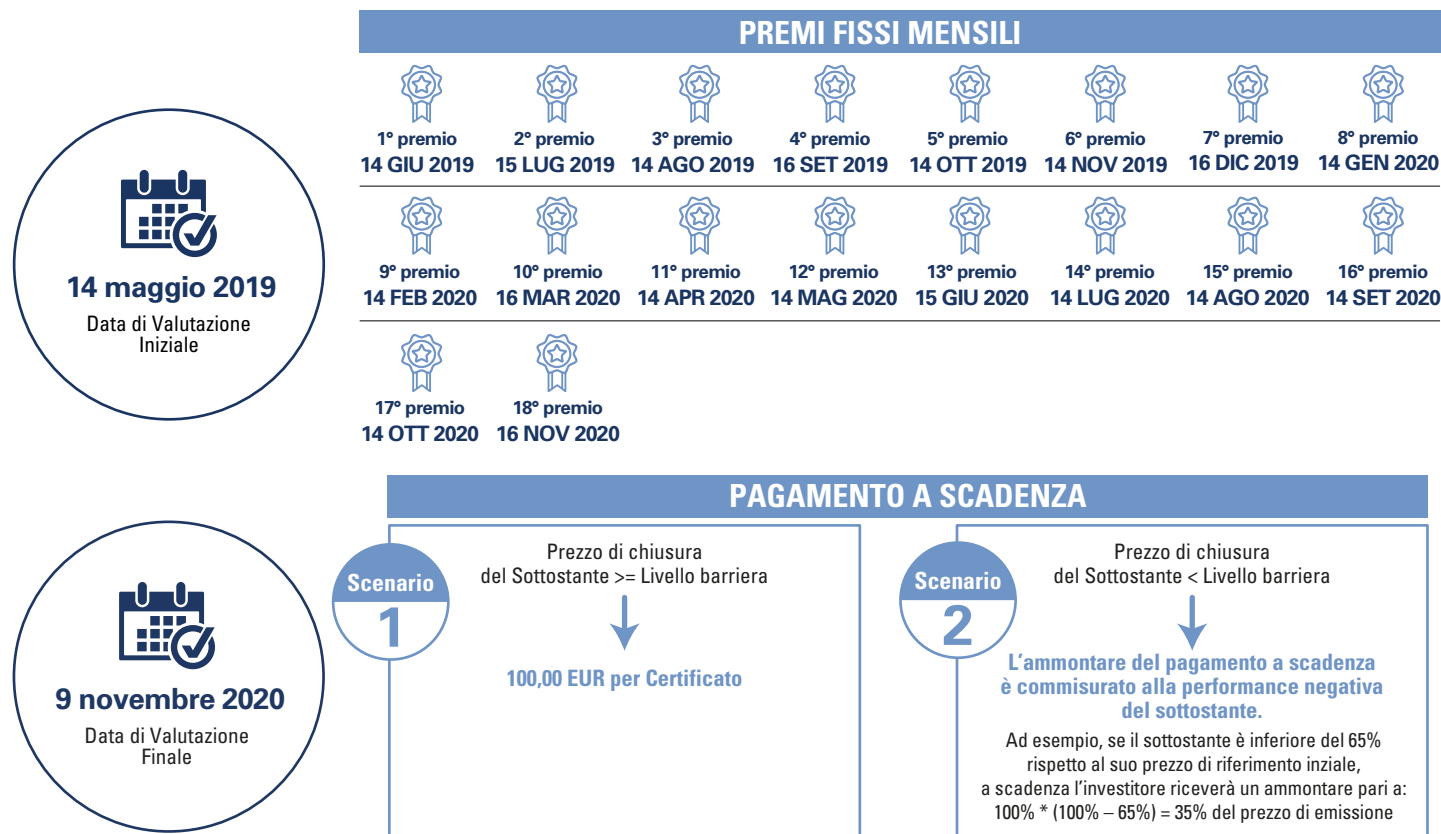 PREMI FISSI MENSILI
1° premio
14 GIU 2019
2° premio
15 LUG 2019
3° premio
14 AGO 2019
4° premio
16 SET 2019
5° premio
14 OTT 2019
6° premio
14 NOV 2019
7° premio
16 DIC 2019
8° premio
14 GEN 2020
14 maggio 2019
Data di Valutazione
Iniziale
9° premio
14 FEB 2020
10° premio
16 MAR 2020
11° premio
14 APR 2020
12° premio
14 MAG 2020
13° premio
15 GIU 2020
14° premio
14 LUG 2020
15° premio
14 AGO 2020
16° premio
14 SET 2020
17° premio
14 OTT 2020
18° premio
16 NOV 2020
PAGAMENTO A SCADENZA
9 novembre 2020
Data di Valutazione
Finale
Scenario
1
Prezzo di chiusura
del Sottostante >= Livello barriera
100,00 EUR per Certificato
Scenario
2
Prezzo di chiusura
del Sottostante < Livello barriera
L’ammontare del pagamento a scadenza
è commisurato alla performance negativa
del sottostante.
Ad esempio, se il sottostante è inferiore del 65%
rispetto al suo prezzo di riferimento inziale,
a scadenza l’investitore riceverà un ammontare pari a:
100% * (100% – 65%) = 35% del prezzo di emissione